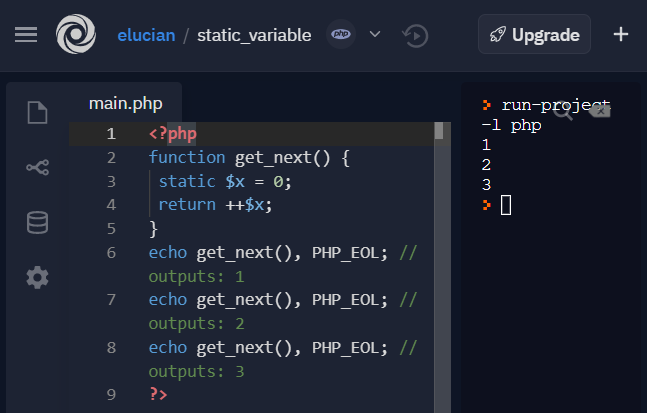 elucian / static_variable php Upgrade +
main.php
1 <?php
2 function get_next() {
3 static $x = 0;
4 return ++$x;
5 }
6 echo get_next(), PHP_EOL; //
outputs: 1
7 echo get_next(), PHP_EOL; //
outputs: 2
8 echo get_next(), PHP_EOL; //
outputs: 3
9 ?>
> run-project
-l php
1
2
3
>